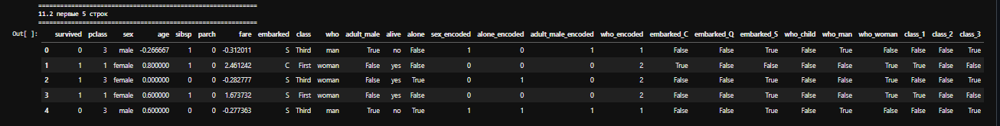 ============================================================
11.2 первые 5 строк
============================================================
Out[ ]:
survived pclass sex age sibsp parch fare embarked class who adult_male alive alone sex_encoded alone_encoded adult_male_encoded who_encoded embarked_C embarked_Q embarked_S who_child who_man who_woman class_1 class_2 class_3
0 0 3 male -0.266667 1 0 -0.312011 S Third man True no False 1 0 1 1 False False True False True False False False True
1 1 1 female 0.800000 1 0 2.461242 C First woman False yes False 0 0 0 2 True False False False False True True False False
2 1 3 female 0.000000 0 0 -0.282777 S Third woman False yes True 0 1 0 2 False False True False False True False False True
3 1 1 female 0.600000 1 0 1.673732 S First woman False yes False 0 0 0 2 False False True False False True True False False
4 0 3 male 0.600000 0 0 -0.277363 S Third man True no True 1 1 1 1 False False True False True False False False True